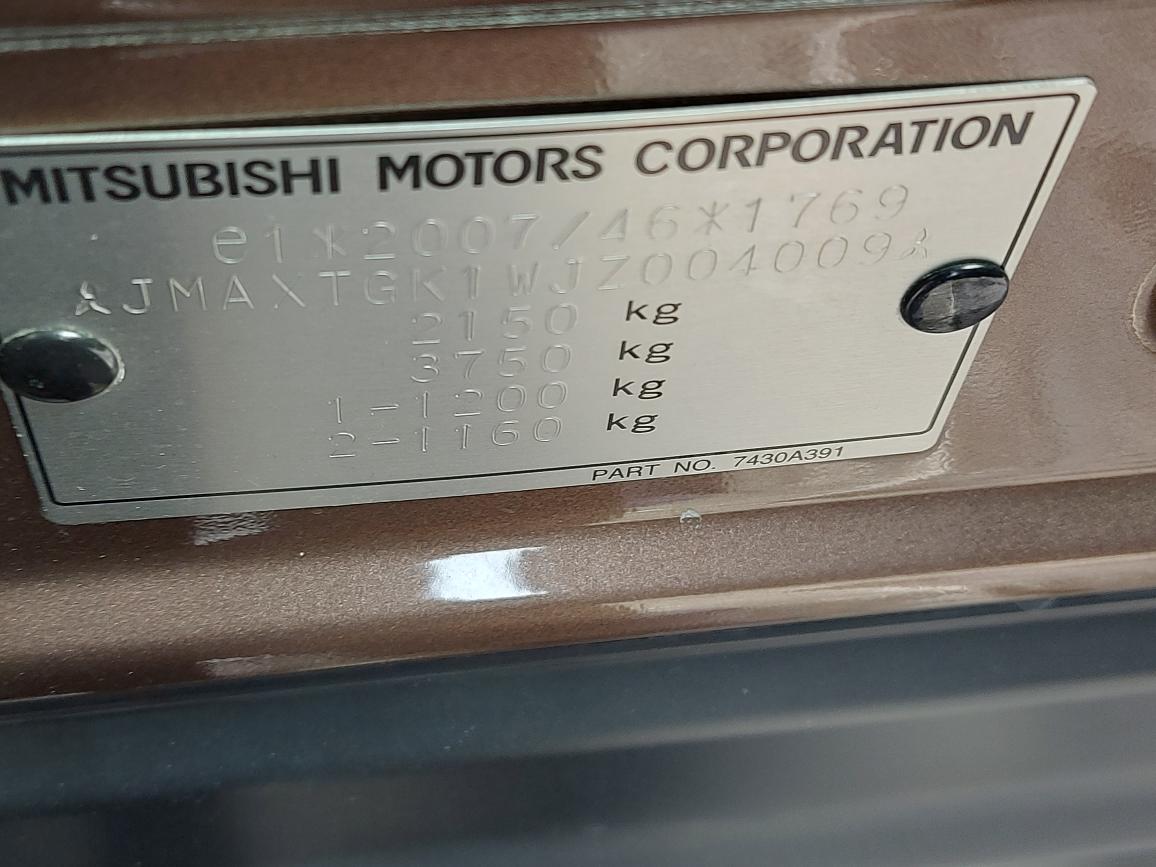 MITSUBISHI MOTORS CORPORATION
e1*2007/46*1769
JMAXTGK1WJZ004009
2150 kg
3750 kg
1-1200 kg
2-1160 kg
PART NO. 7430A391